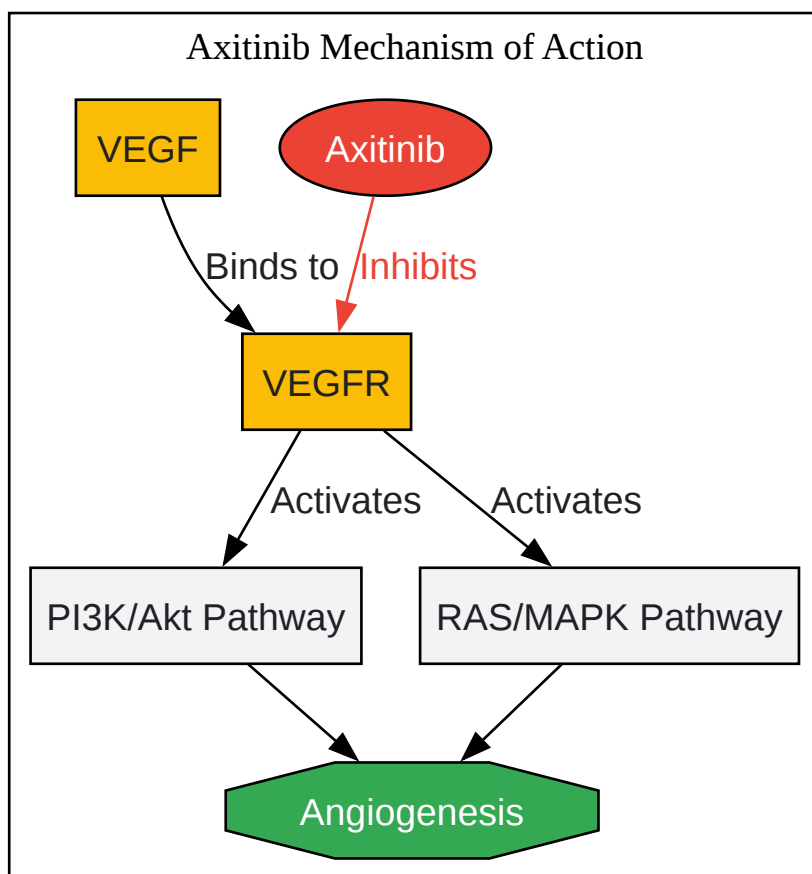 Axitinib Mechanism of Action
VEGF
Axitinib
Binds to
Inhibits
VEGFR
Activates
Activates
PI3K/Akt Pathway
RAS/MAPK Pathway
Angiogenesis